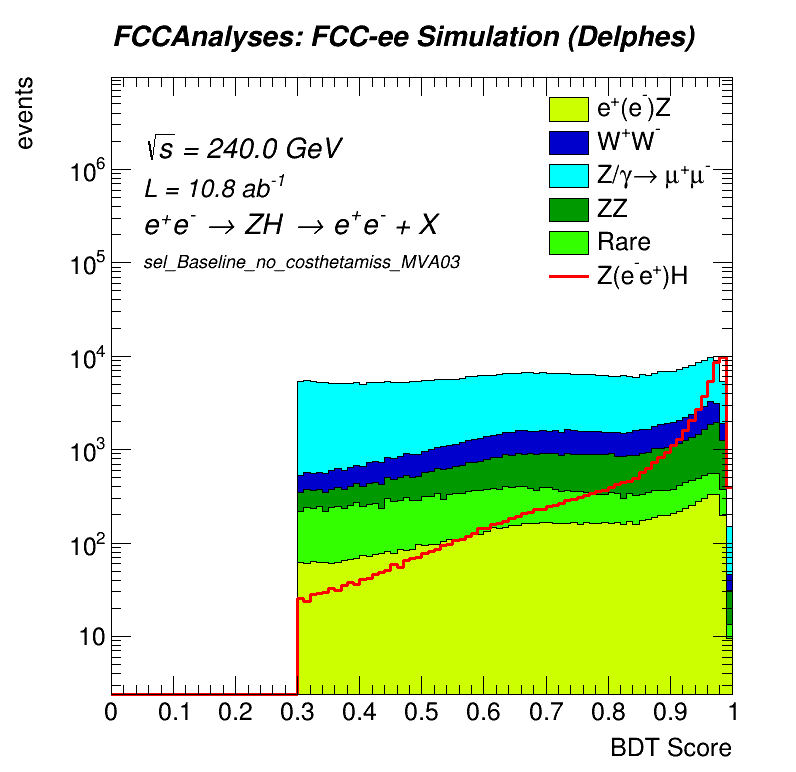 FCCAnalyses: FCC-ee Simulation (Delphes)
events
√s = 240.0 GeV
L = 10.8 ab⁻¹
e⁺e⁻ → ZH → e⁺e⁻ + X
sel_Baseline_no_costhetamiss_MVA03
e⁺(e⁻)Z
W⁺W⁻
Z/γ→ μ⁺μ⁻
ZZ
Rare
Z(e⁻e⁺)H
10⁶
10⁵
10⁴
10³
10²
10
0 0.1 0.2 0.3 0.4 0.5 0.6 0.7 0.8 0.9 1
BDT Score